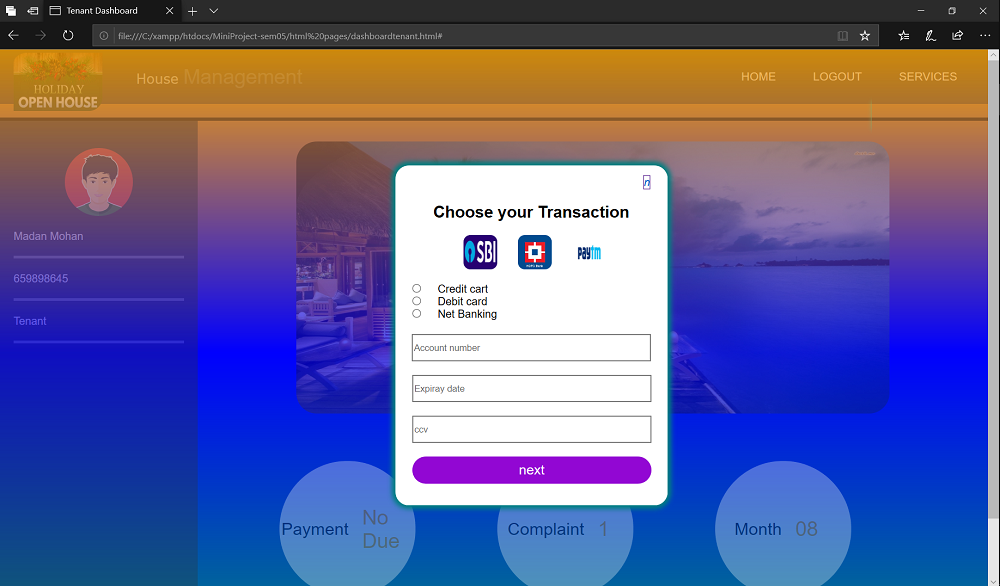 Tenant Dashboard
file:///C:/xampp/htdocs/MiniProject-sem05/html%20pages/dashboardtenant.html#
HOLIDAY
OPEN HOUSE
House Management
HOME
LOGOUT
SERVICES
Madan Mohan
659898645
Tenant
n
Choose your Transaction
SBI
HDFC Bank
paytm
Credit cart
Debit card
Net Banking
Account number
Expiray date
ccv
next
Payment
No
Due
Complaint 1
Month 08